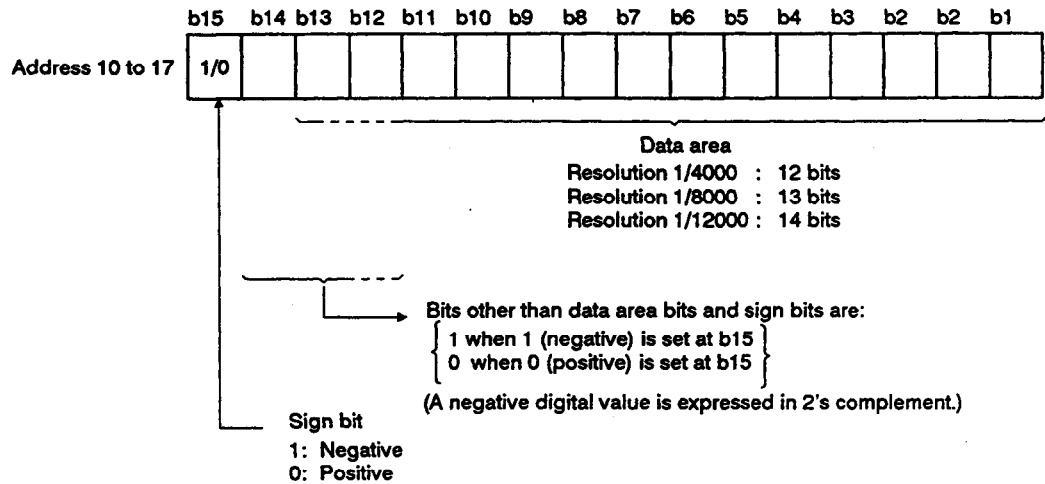 b15 b14 b13 b12 b11 b10 b9 b8 b7 b6 b5 b4 b3 b2 b2 b1
Address 10 to 17 1/0
Data area
Resolution 1/4000 : 12 bits
Resolution 1/8000 : 13 bits
Resolution 1/12000 : 14 bits
Bits other than data area bits and sign bits are:
1 when 1 (negative) is set at b15
0 when 0 (positive) is set at b15
(A negative digital value is expressed in 2's complement.)
Sign bit
1: Negative
0: Positive